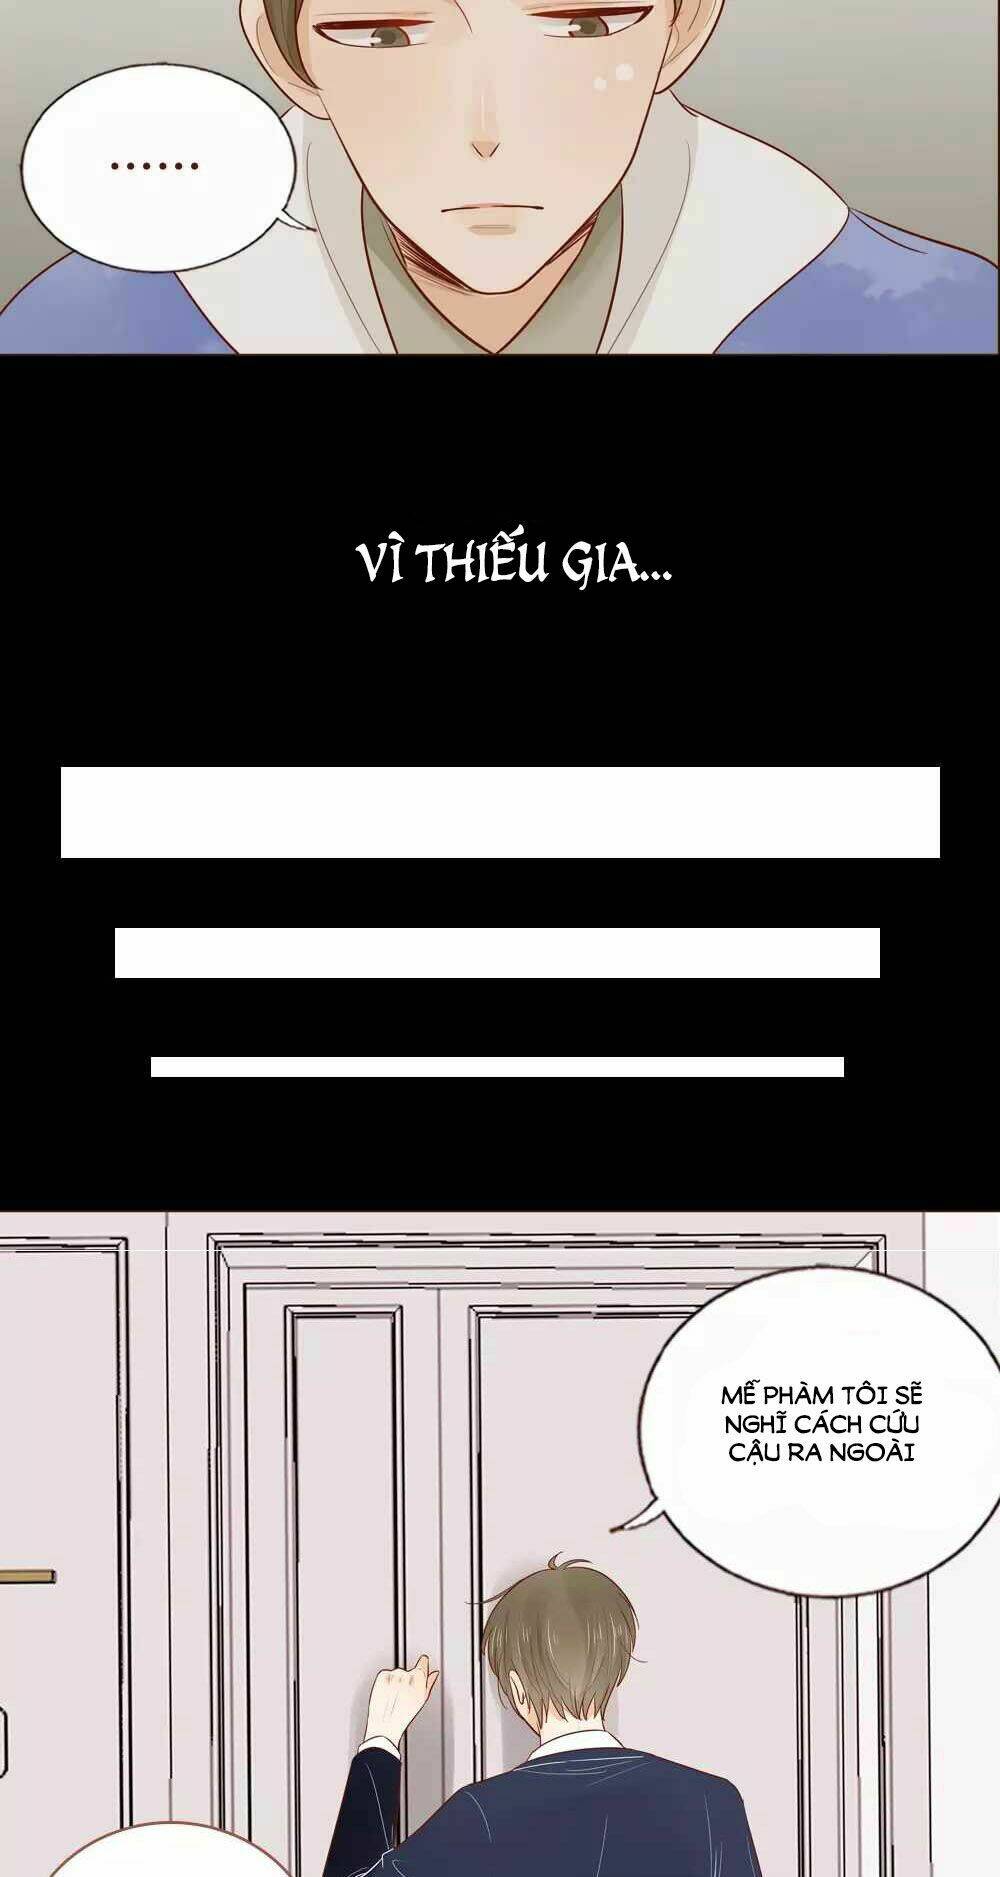 ......
VÌ THIẾU GIA...
MỄ PHÀM TÔI SẼ
NGHĨ CÁCH CỨU
CẬU RA NGOÀI